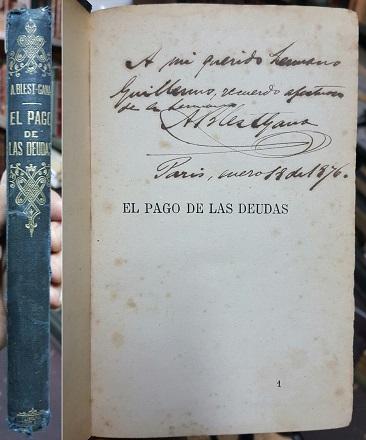 A. BLEST-GANA
EL PAGO
DE
LAS DEUDAS
A mi querido hermano
Guillermo, recuerdo afectuoso
de su hermano
A Blest Gana
Paris, enero 13 de 1876.
EL PAGO DE LAS DEUDAS
1